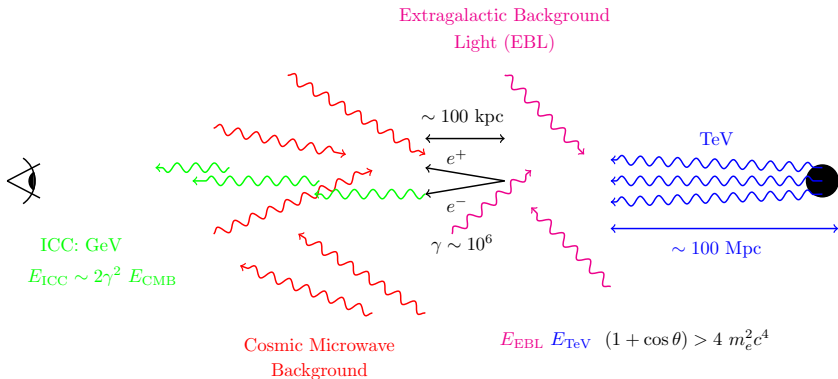 Extragalactic Background
Light (EBL)
∼ 100 kpc
TeV
e⁺
e⁻
γ ∼ 10⁶
∼ 100 Mpc
ICC: GeV
E_ICC ∼ 2γ² E_CMB
Cosmic Microwave
Background
E_EBL E_TeV (1 + cos θ) > 4 m_e²c⁴